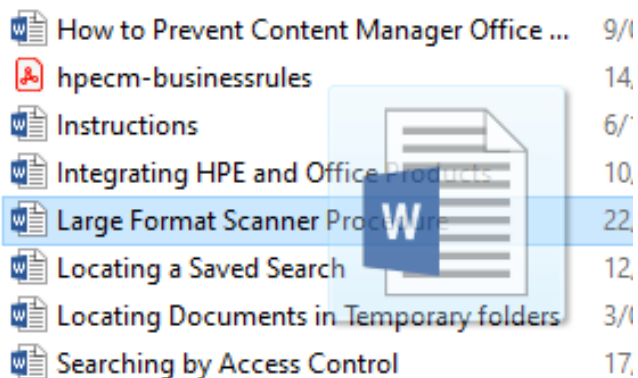 How to Prevent Content Manager Office ... 9/0
hpecm-businessrules 14,
Instructions 6/1
Integrating HPE and Office Products 10,
Large Format Scanner Procedure 22,
Locating a Saved Search 12,
Locating Documents in Temporary folders 3/0
Searching by Access Control 17,
W